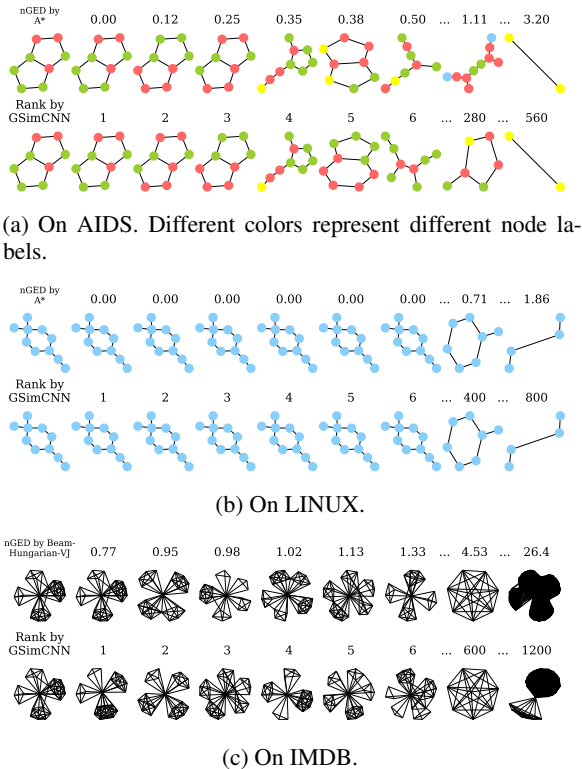 nGED by
A*
0.00 0.12 0.25 0.35 0.38 0.50 ... 1.11 ... 3.20
Rank by
GSimCNN
1 2 3 4 5 6 ... 280 ... 560
(a) On AIDS. Different colors represent different node la-
bels.
nGED by
A*
0.00 0.00 0.00 0.00 0.00 0.00 ... 0.71 ... 1.86
Rank by
GSimCNN
1 2 3 4 5 6 ... 400 ... 800
(b) On LINUX.
nGED by Beam-
Hungarian-VJ
0.77 0.95 0.98 1.02 1.13 1.33 ... 4.53 ... 26.4
Rank by
GSimCNN
1 2 3 4 5 6 ... 600 ... 1200
(c) On IMDB.